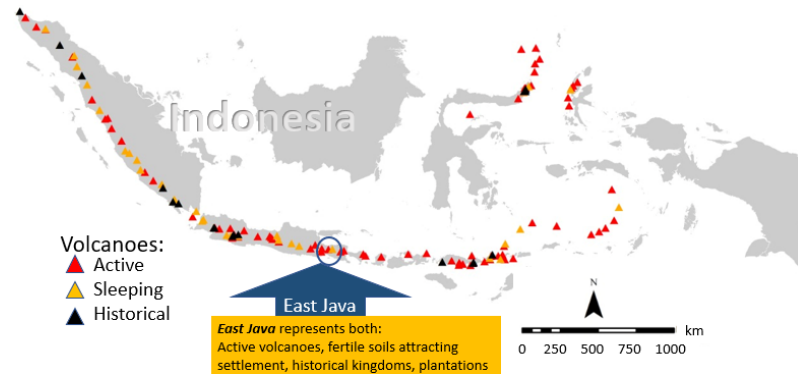 Indonesia
Volcanoes:
Active
Sleeping
Historical
East Java
East Java represents both:
Active volcanoes, fertile soils attracting
settlement, historical kingdoms, plantations
N
km
0 250 500 750 1000